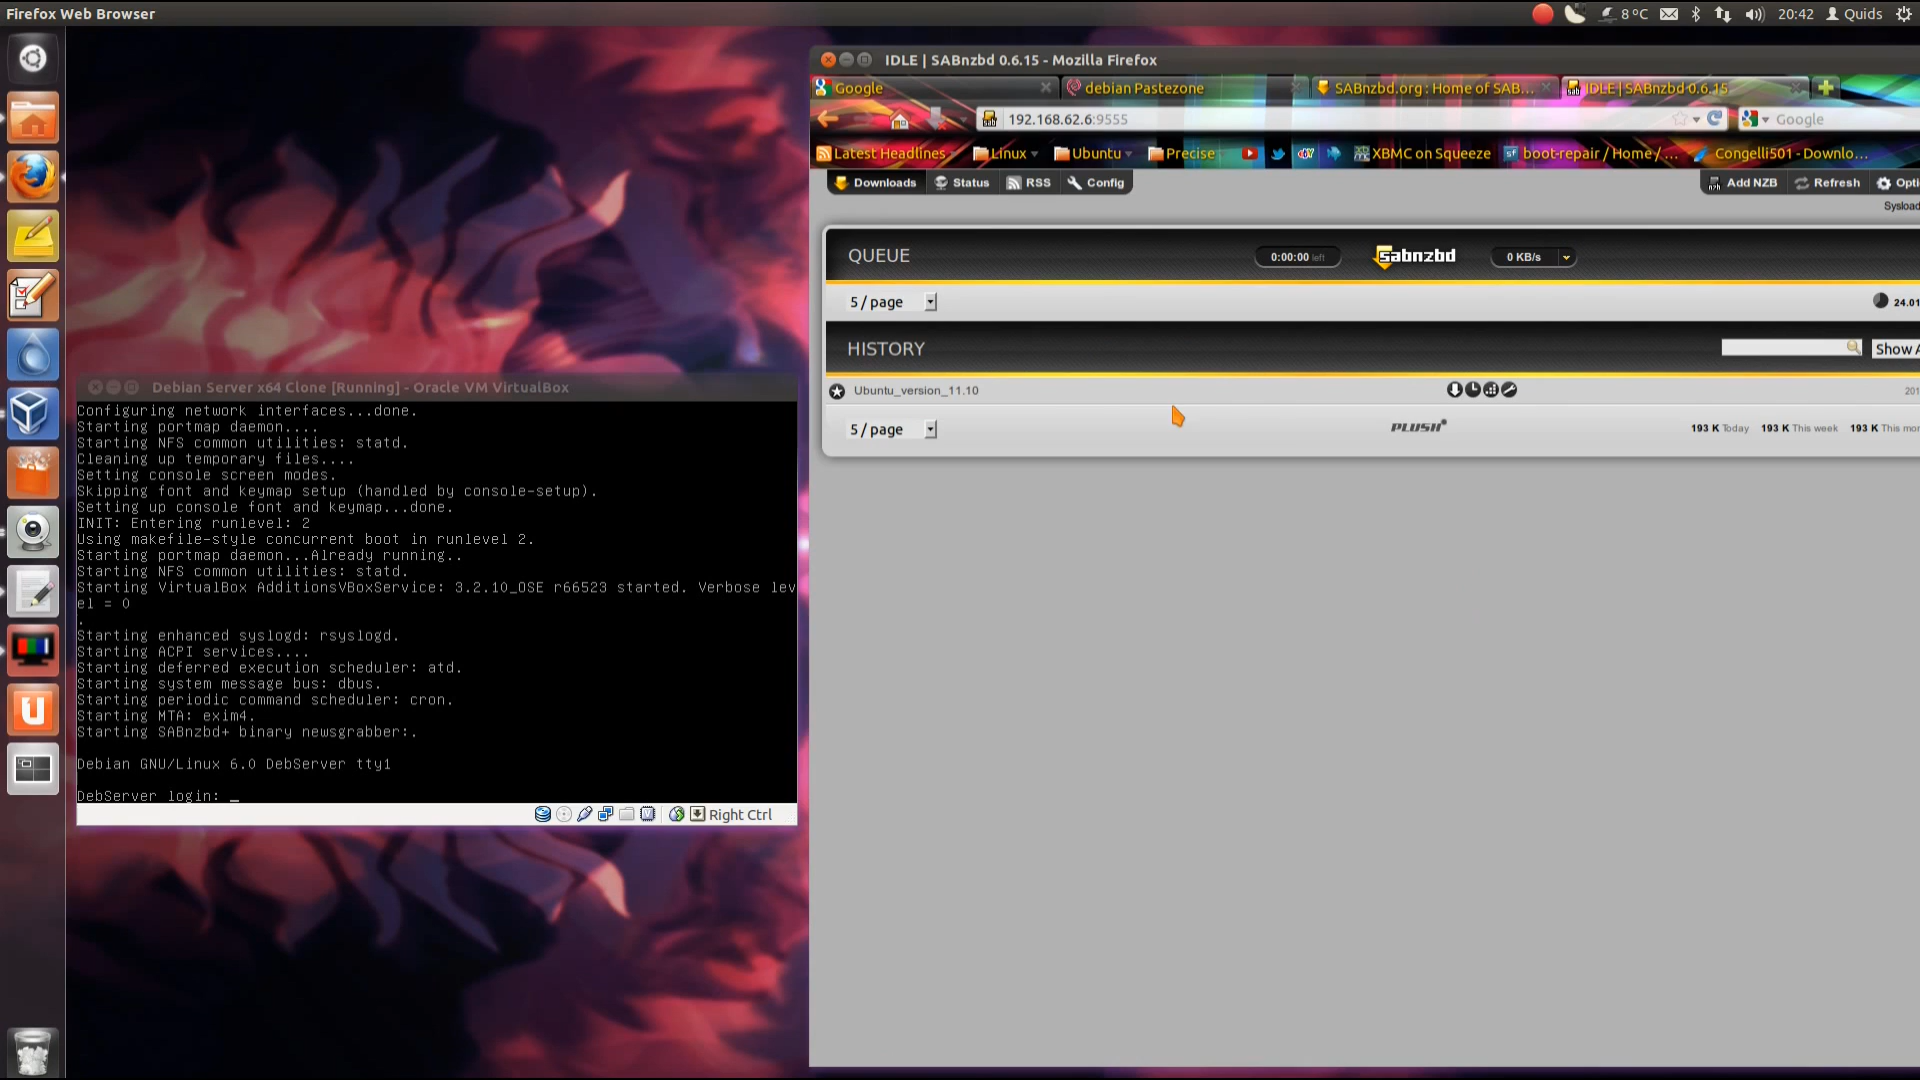 Firefox Web Browser
8°C
20:42
Quids
IDLE | SABnzbd 0.6.15 - Mozilla Firefox
Google
debian Pastezone
SABnzbd.org : Home of SAB...
IDLE | SABnzbd 0.6.15
192.168.62.6:9555
Google
Latest Headlines
Linux
Ubuntu
Precise
XBMC on Squeeze
boot-repair / Home / ...
Congelli501 - Downlo...
Downloads
Status
RSS
Config
Add NZB
Refresh
Opti
Sysload
QUEUE
0:00:00 left
sabnzbd
0 KB/s
5 / page
24.01
HISTORY
Show A
Ubuntu_version_11.10
201
5 / page
PLUSH
193 K Today
193 K This week
193 K This mor
Debian Server x64 Clone [Running] - Oracle VM VirtualBox
Configuring network interfaces...done.
Starting portmap daemon....
Starting NFS common utilities: statd.
Cleaning up temporary files....
Setting console screen modes.
Skipping font and keymap setup (handled by console-setup).
Setting up console font and keymap...done.
INIT: Entering runlevel: 2
Using makefile-style concurrent boot in runlevel 2.
Starting portmap daemon...Already running..
Starting NFS common utilities: statd.
Starting VirtualBox AdditionsVBoxService: 3.2.10_OSE r66523 started. Verbose lev
el = 0
.
Starting enhanced syslogd: rsyslogd.
Starting ACPI services....
Starting deferred execution scheduler: atd.
Starting system message bus: dbus.
Starting periodic command scheduler: cron.
Starting MTA: exim4.
Starting SABnzbd+ binary newsgrabber:.
Debian GNU/Linux 6.0 DebServer tty1
DebServer login: _
Right Ctrl